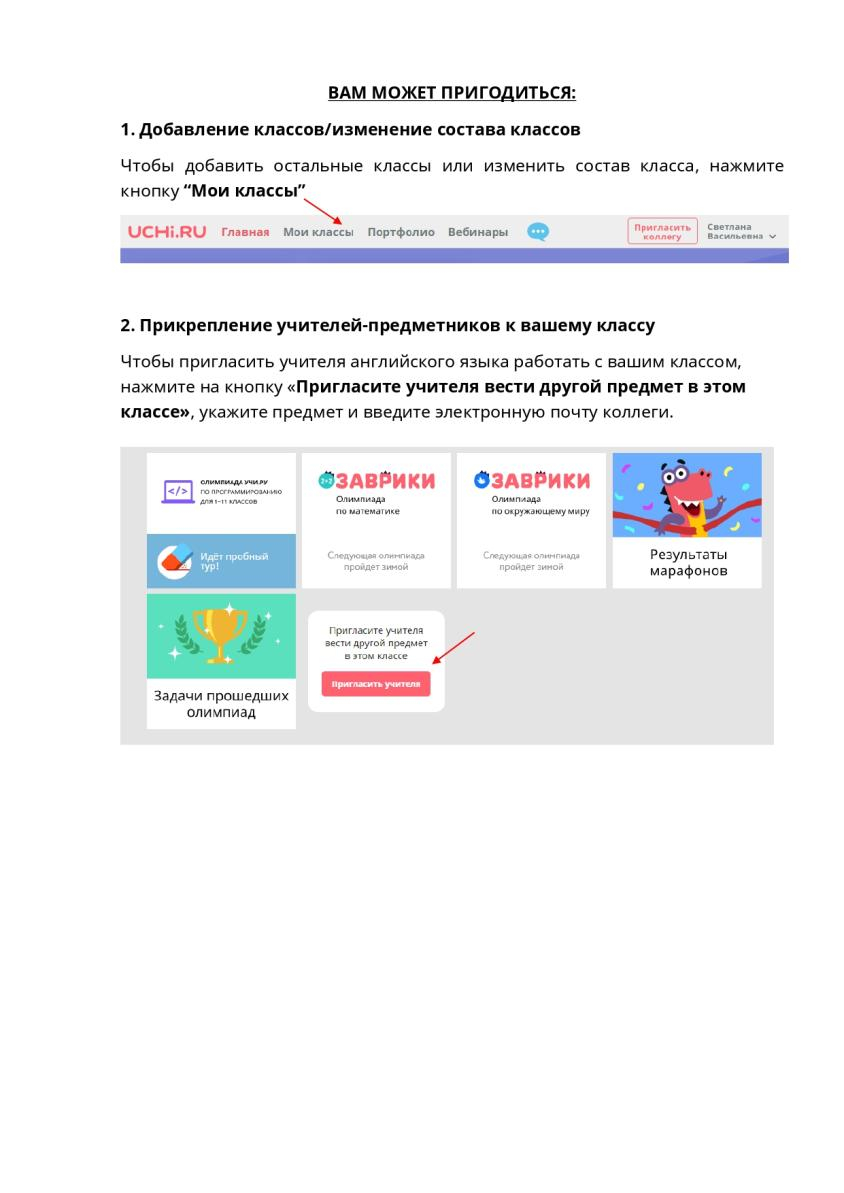 ВАМ МОЖЕТ ПРИГОДИТЬСЯ:
1. Добавление классов/изменение состава классов
Чтобы добавить остальные классы или изменить состав класса, нажмите
кнопку “Мои классы”
UCHi.RU Главная Мои классы Портфолио Вебинары
Пригласить
коллегу
Светлана
Васильевна
2. Прикрепление учителей-предметников к вашему классу
Чтобы пригласить учителя английского языка работать с вашим классом,
нажмите на кнопку «Пригласите учителя вести другой предмет в этом
классе», укажите предмет и введите электронную почту коллеги.
</>
ОЛИМПИАДА УЧИ.РУ
ПО ПРОГРАММИРОВАНИЮ
ДЛЯ 1–11 КЛАССОВ
Идёт пробный
тур!
2+2
ЗАВРИКИ
Олимпиада
по математике
Следующая олимпиада
пройдет зимой
ЗАВРИКИ
Олимпиада
по окружающему миру
Следующая олимпиада
пройдет зимой
Результаты
марафонов
Задачи прошедших
олимпиад
Пригласите учителя
вести другой предмет
в этом классе
Пригласить учителя